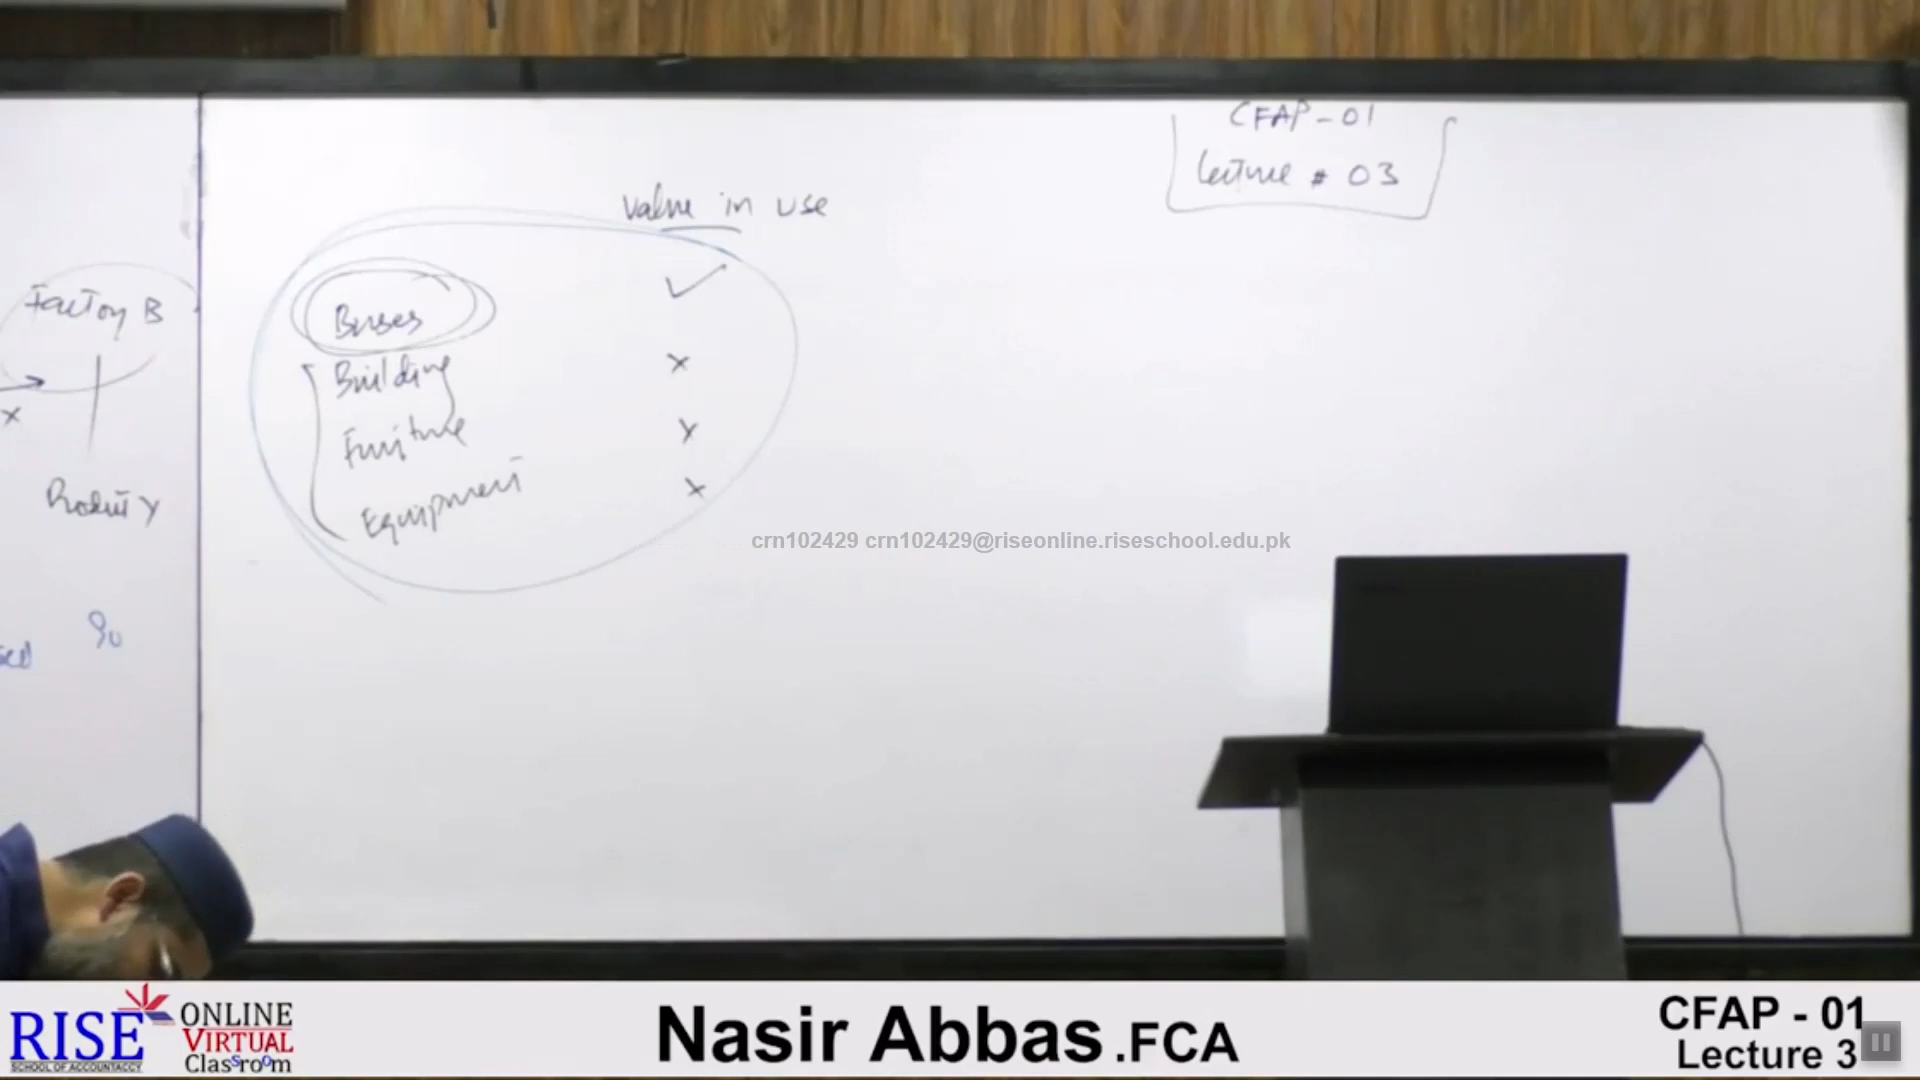 CFAP - 01
Lecture # 03
value in use
Buses
Building
Furniture
Equipment
Factory B
Product Y
crn102429 crn102429@riseonline.riseschool.edu.pk
RISE
SCHOOL OF ACCOUNTANCY
ONLINE
VIRTUAL
Classroom
Nasir Abbas .FCA
CFAP - 01
Lecture 3